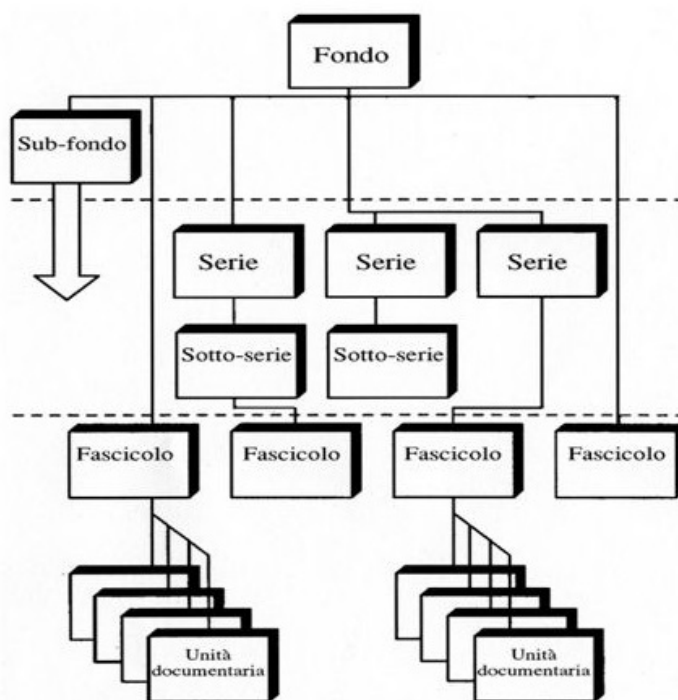 Fondo
Sub-fondo
Serie
Serie
Serie
Sotto-serie
Sotto-serie
Fascicolo
Fascicolo
Fascicolo
Fascicolo
Unità
documentaria
Unità
documentaria